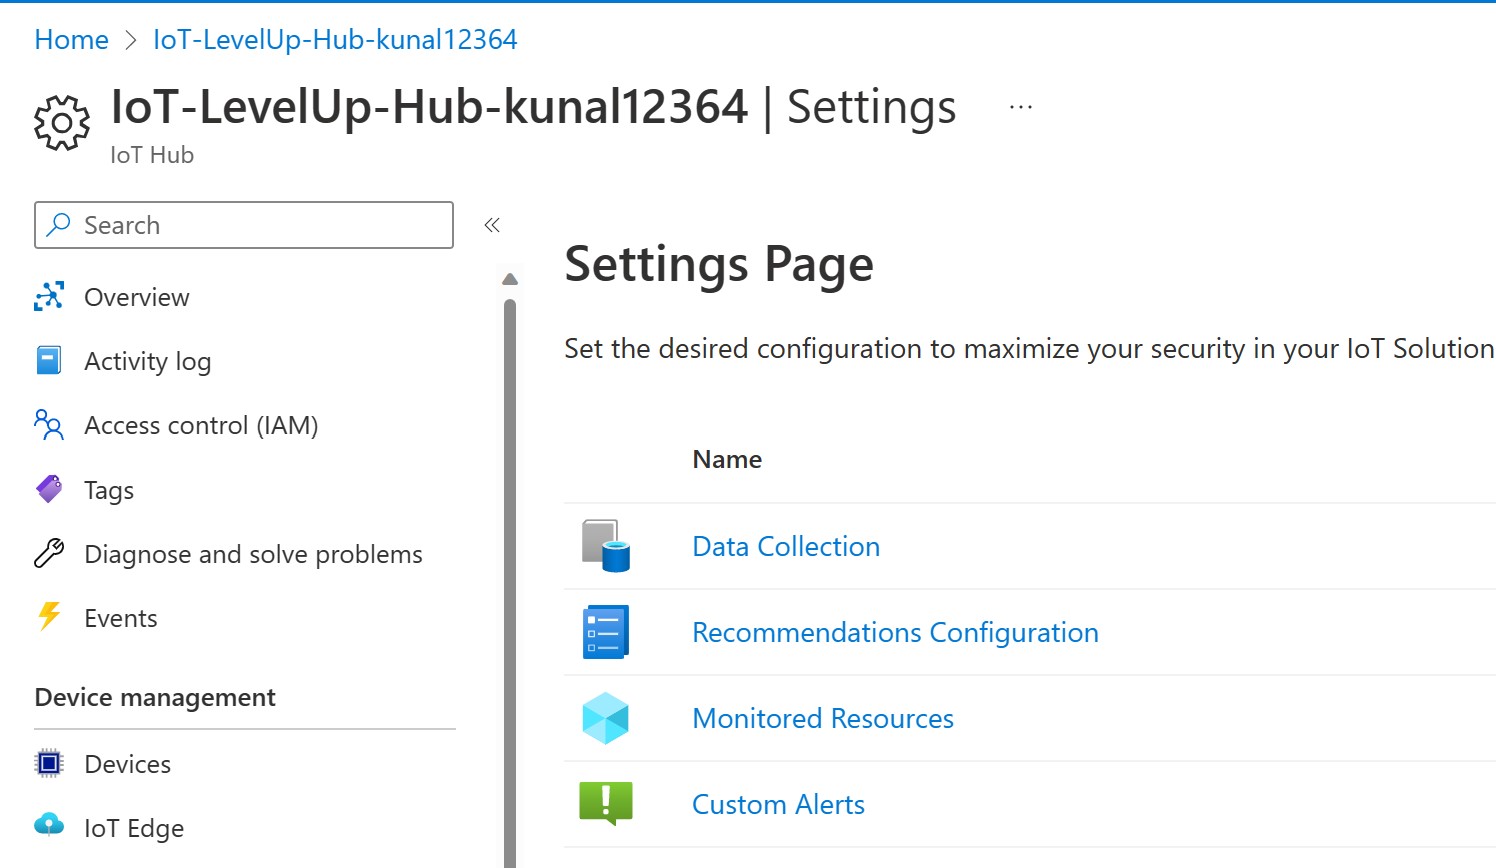 Home > IoT-LevelUp-Hub-kunal12364
IoT-LevelUp-Hub-kunal12364 | Settings ...
IoT Hub
Search
«
Overview
Activity log
Access control (IAM)
Tags
Diagnose and solve problems
Events
Device management
Devices
IoT Edge
Settings Page
Set the desired configuration to maximize your security in your IoT Solution
Name
Data Collection
Recommendations Configuration
Monitored Resources
Custom Alerts